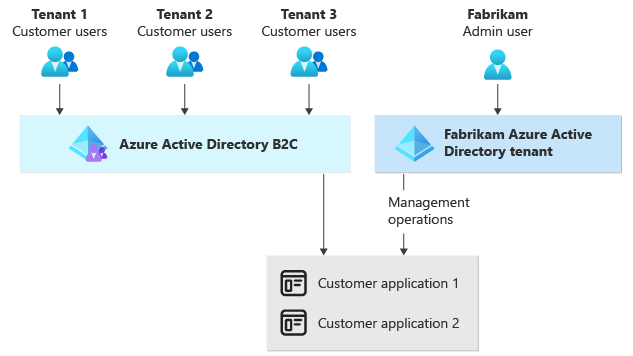 Tenant 1
Customer users
Tenant 2
Customer users
Tenant 3
Customer users
Fabrikam
Admin user
Azure Active Directory B2C
Fabrikam Azure Active
Directory tenant
Management
operations
Customer application 1
Customer application 2